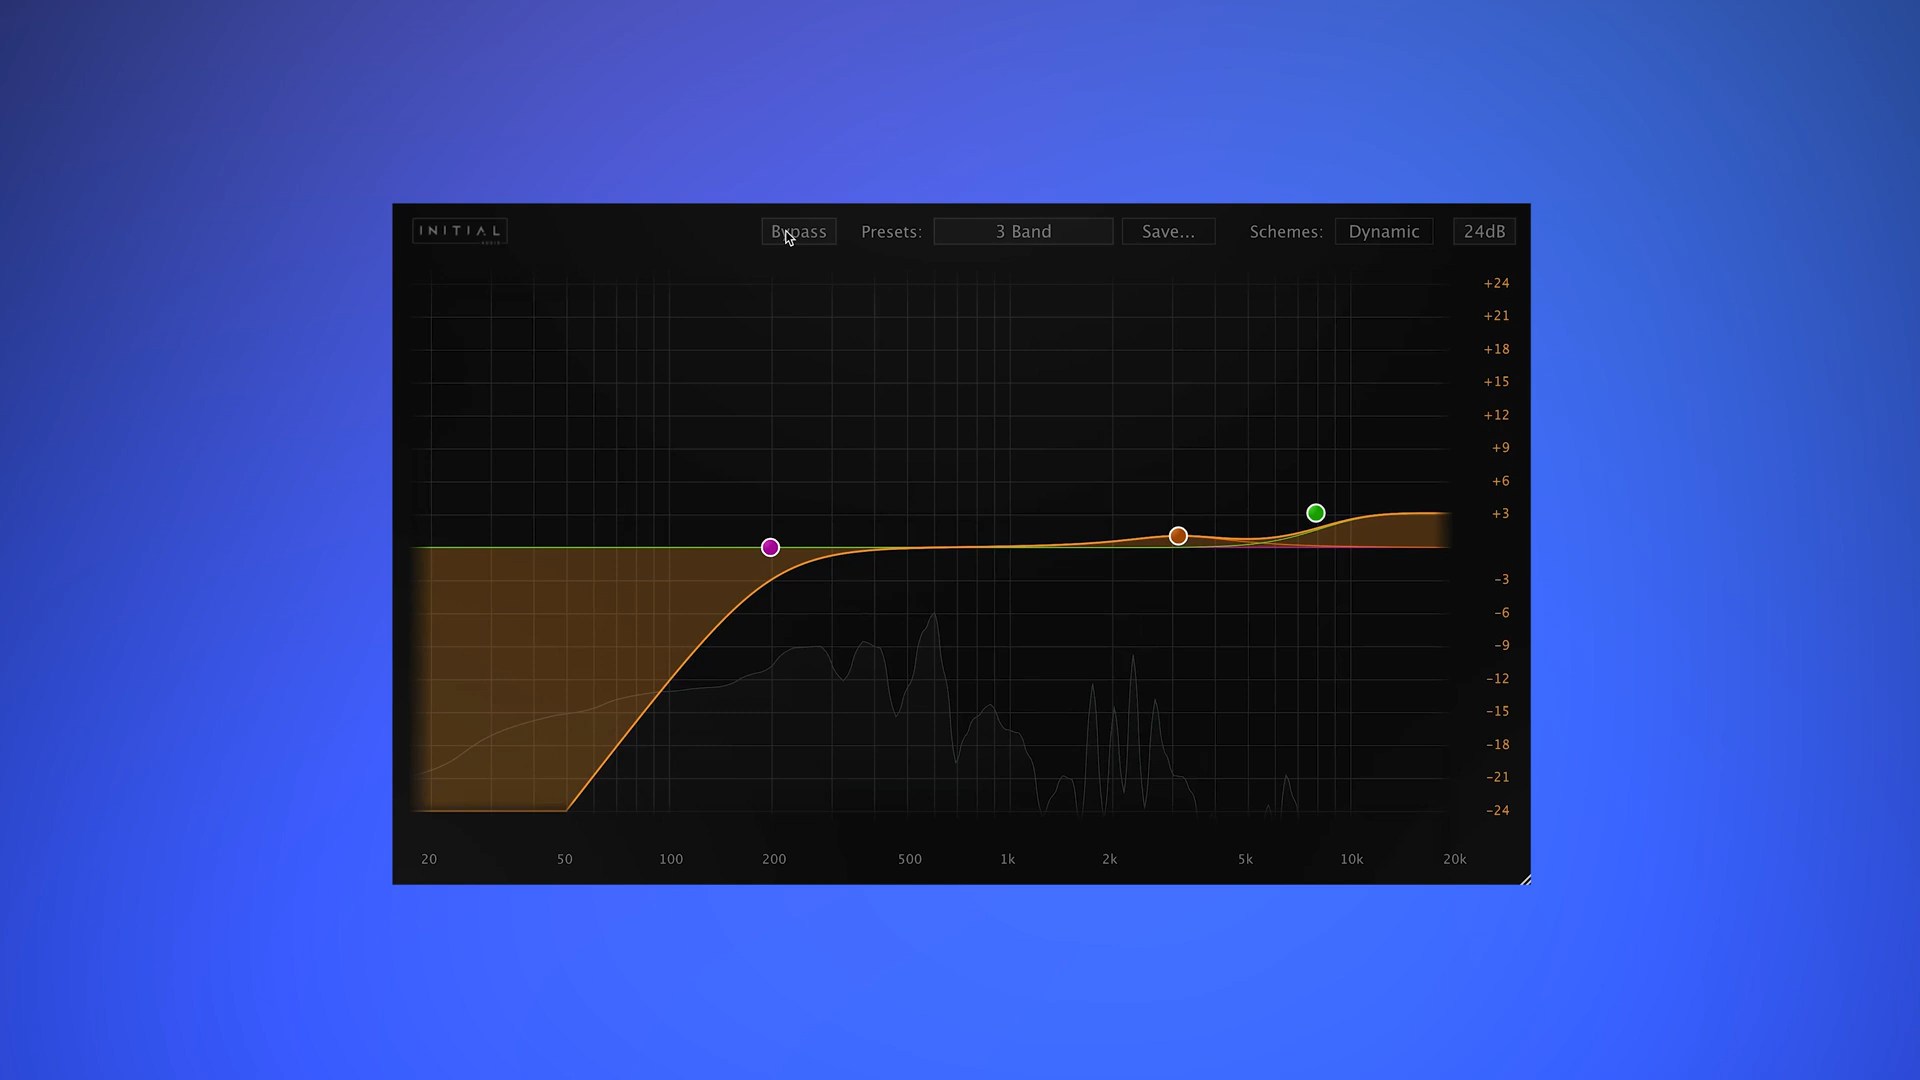 INITIAL
AUDIO
Bypass
Presets:
3 Band
Save...
Schemes:
Dynamic
24dB
+24
+21
+18
+15
+12
+9
+6
+3
-3
-6
-9
-12
-15
-18
-21
-24
20 50 100 200 500 1k 2k 5k 10k 20k